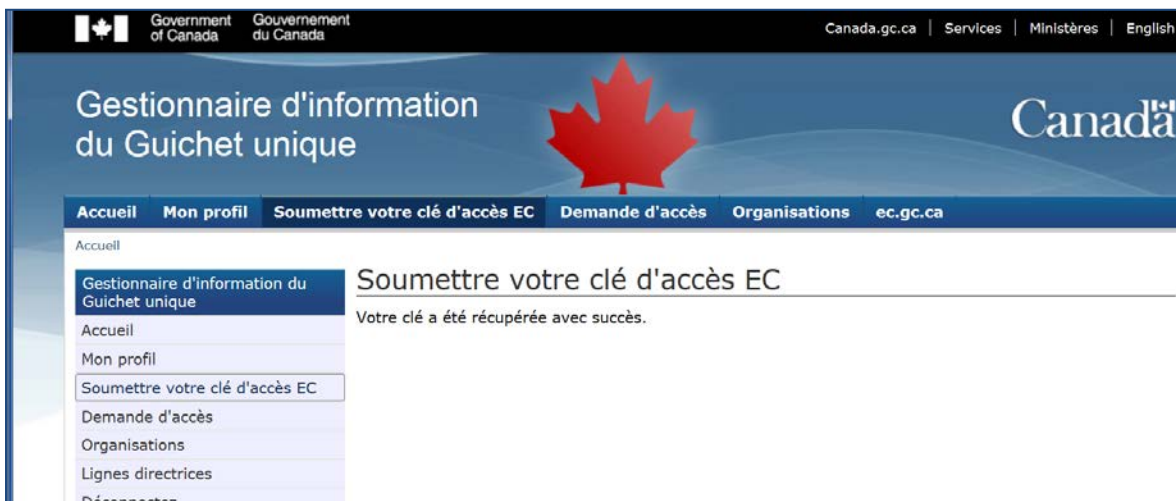 Government of Canada
Gouvernement du Canada
Canada.gc.ca | Services | Ministères | English
Gestionnaire d'information
du Guichet unique
Canada
Accueil Mon profil Soumettre votre clé d'accès EC Demande d'accès Organisations ec.gc.ca
Accueil
Gestionnaire d'information du
Guichet unique
Accueil
Mon profil
Soumettre votre clé d'accès EC
Demande d'accès
Organisations
Lignes directrices
Soumettre votre clé d'accès EC
Votre clé a été récupérée avec succès.